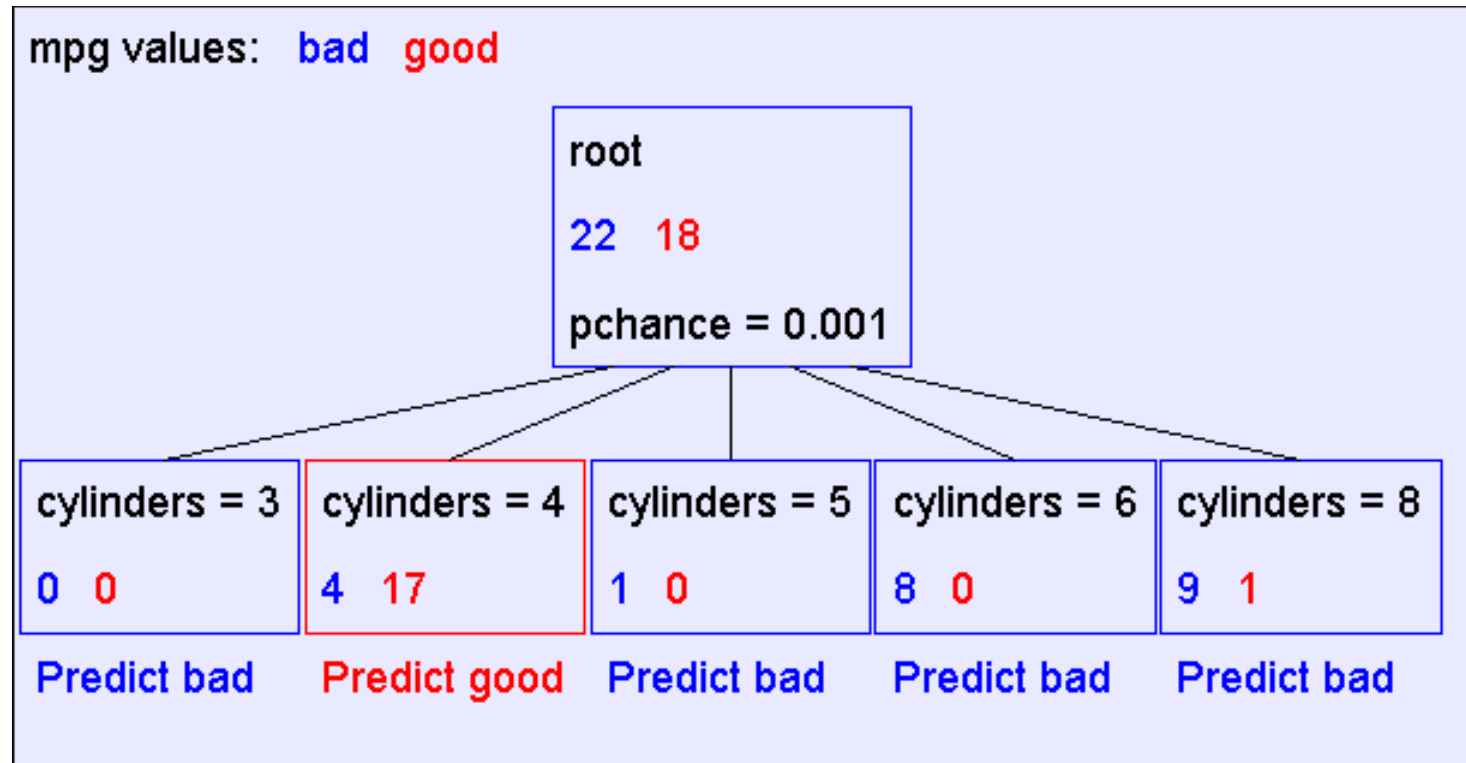 mpg values: bad good
root
22 18
pchance = 0.001
cylinders = 3
0 0
Predict bad
cylinders = 4
4 17
Predict good
cylinders = 5
1 0
Predict bad
cylinders = 6
8 0
Predict bad
cylinders = 8
9 1
Predict bad